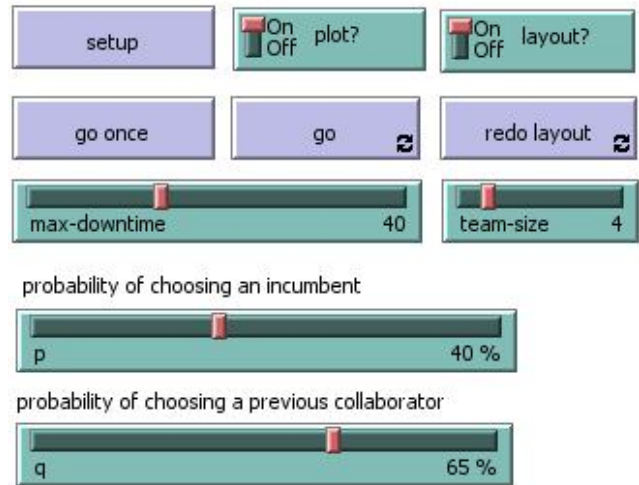 setup
On
Off
plot?
On
Off
layout?
go once
go
redo layout
max-downtime 40
team-size 4
probability of choosing an incumbent
p 40 %
probability of choosing a previous collaborator
q 65 %